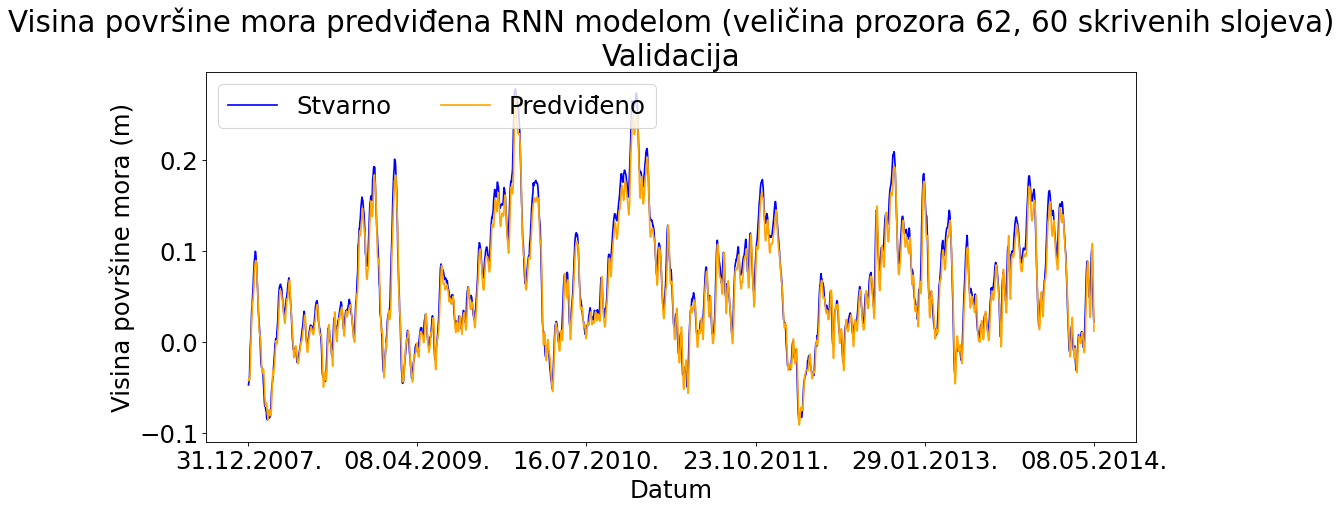 Visina površine mora predviđena RNN modelom (veličina prozora 62, 60 skrivenih slojeva)
Validacija
Stvarno Predviđeno
Visina površine mora (m)
0.2
0.1
0.0
−0.1
31.12.2007. 08.04.2009. 16.07.2010. 23.10.2011. 29.01.2013. 08.05.2014.
Datum